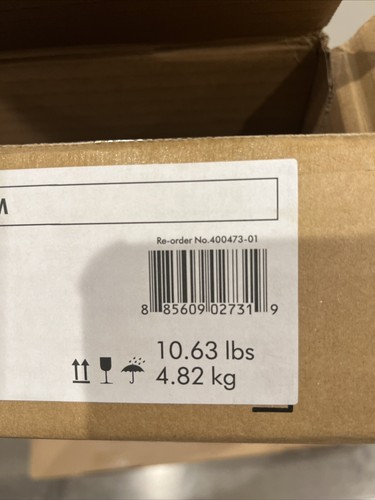 M
Re-order No.400473-01
8 85609 02731 9
10.63 lbs
4.82 kg